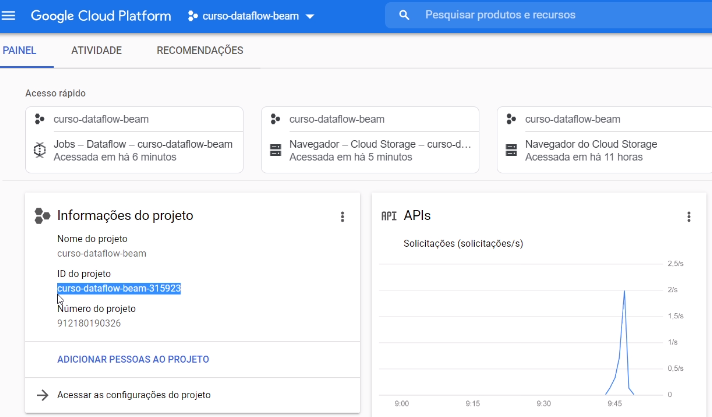 Google Cloud Platform curso-dataflow-beam Pesquisar produtos e recursos
PAINEL ATIVIDADE RECOMENDAÇÕES
Acesso rápido
curso-dataflow-beam
Jobs – Dataflow – curso-dataflow-beam
Acessada em há 6 minutos
curso-dataflow-beam
Navegador – Cloud Storage – curso-d...
Acessada em há 5 minutos
curso-dataflow-beam
Navegador do Cloud Storage
Acessada em há 11 horas
Informações do projeto
Nome do projeto
curso-dataflow-beam
ID do projeto
curso-dataflow-beam-315923
Número do projeto
912180190326
ADICIONAR PESSOAS AO PROJETO
Acessar as configurações do projeto
API APIs
Solicitações (solicitações/s)
2,5/s
2/s
1,5/s
1/s
0,5/s
0
9:00 9:15 9:30 9:45